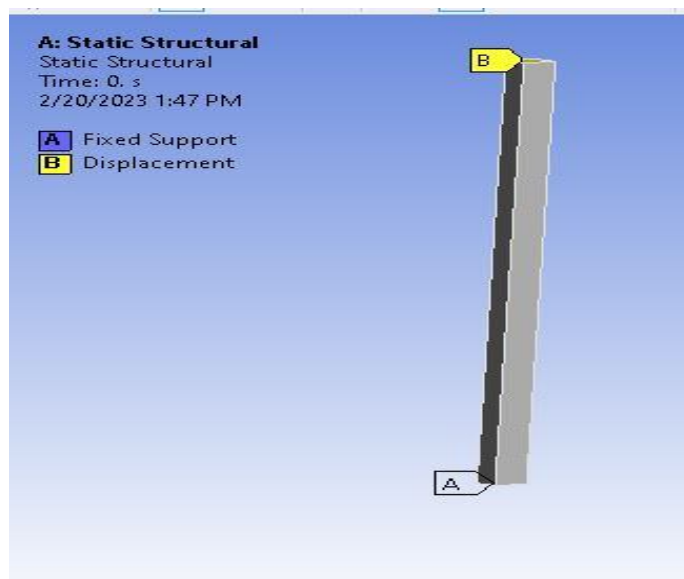 A: Static Structural
Static Structural
Time: 0. s
2/20/2023 1:47 PM
A Fixed Support
B Displacement
B
A